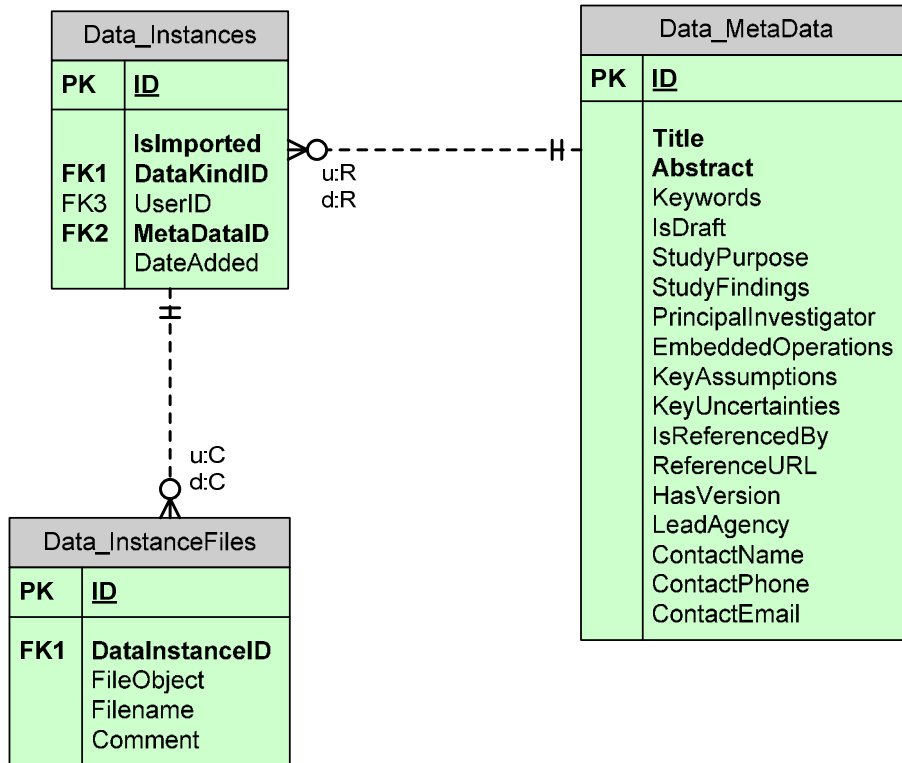 Data_Instances
PK ID
IsImported
FK1 DataKindID
FK3 UserID
FK2 MetaDataID
DateAdded
u:R
d:R
Data_MetaData
PK ID
Title
Abstract
Keywords
IsDraft
StudyPurpose
StudyFindings
PrincipalInvestigator
EmbeddedOperations
KeyAssumptions
KeyUncertainties
IsReferencedBy
ReferenceURL
HasVersion
LeadAgency
ContactName
ContactPhone
ContactEmail
u:C
d:C
Data_InstanceFiles
PK ID
FK1 DataInstanceID
FileObject
Filename
Comment